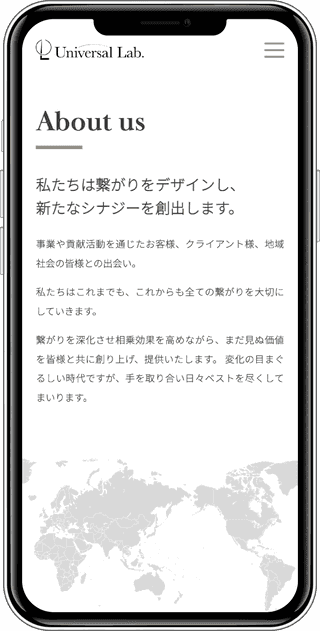 Universal Lab.
About us
私たちは繋がりをデザインし、
新たなシナジーを創出します。
事業や貢献活動を通じたお客様、クライアント様、地域
社会の皆様との出会い。
私たちはこれまでも、これからも全ての繋がりを大切に
していきます。
繋がりを深化させ相乗効果を高めながら、まだ見ぬ価値
を皆様と共に創り上げ、提供いたします。 変化の目まぐ
るしい時代ですが、手を取り合い日々ベストを尽くして
まいります。